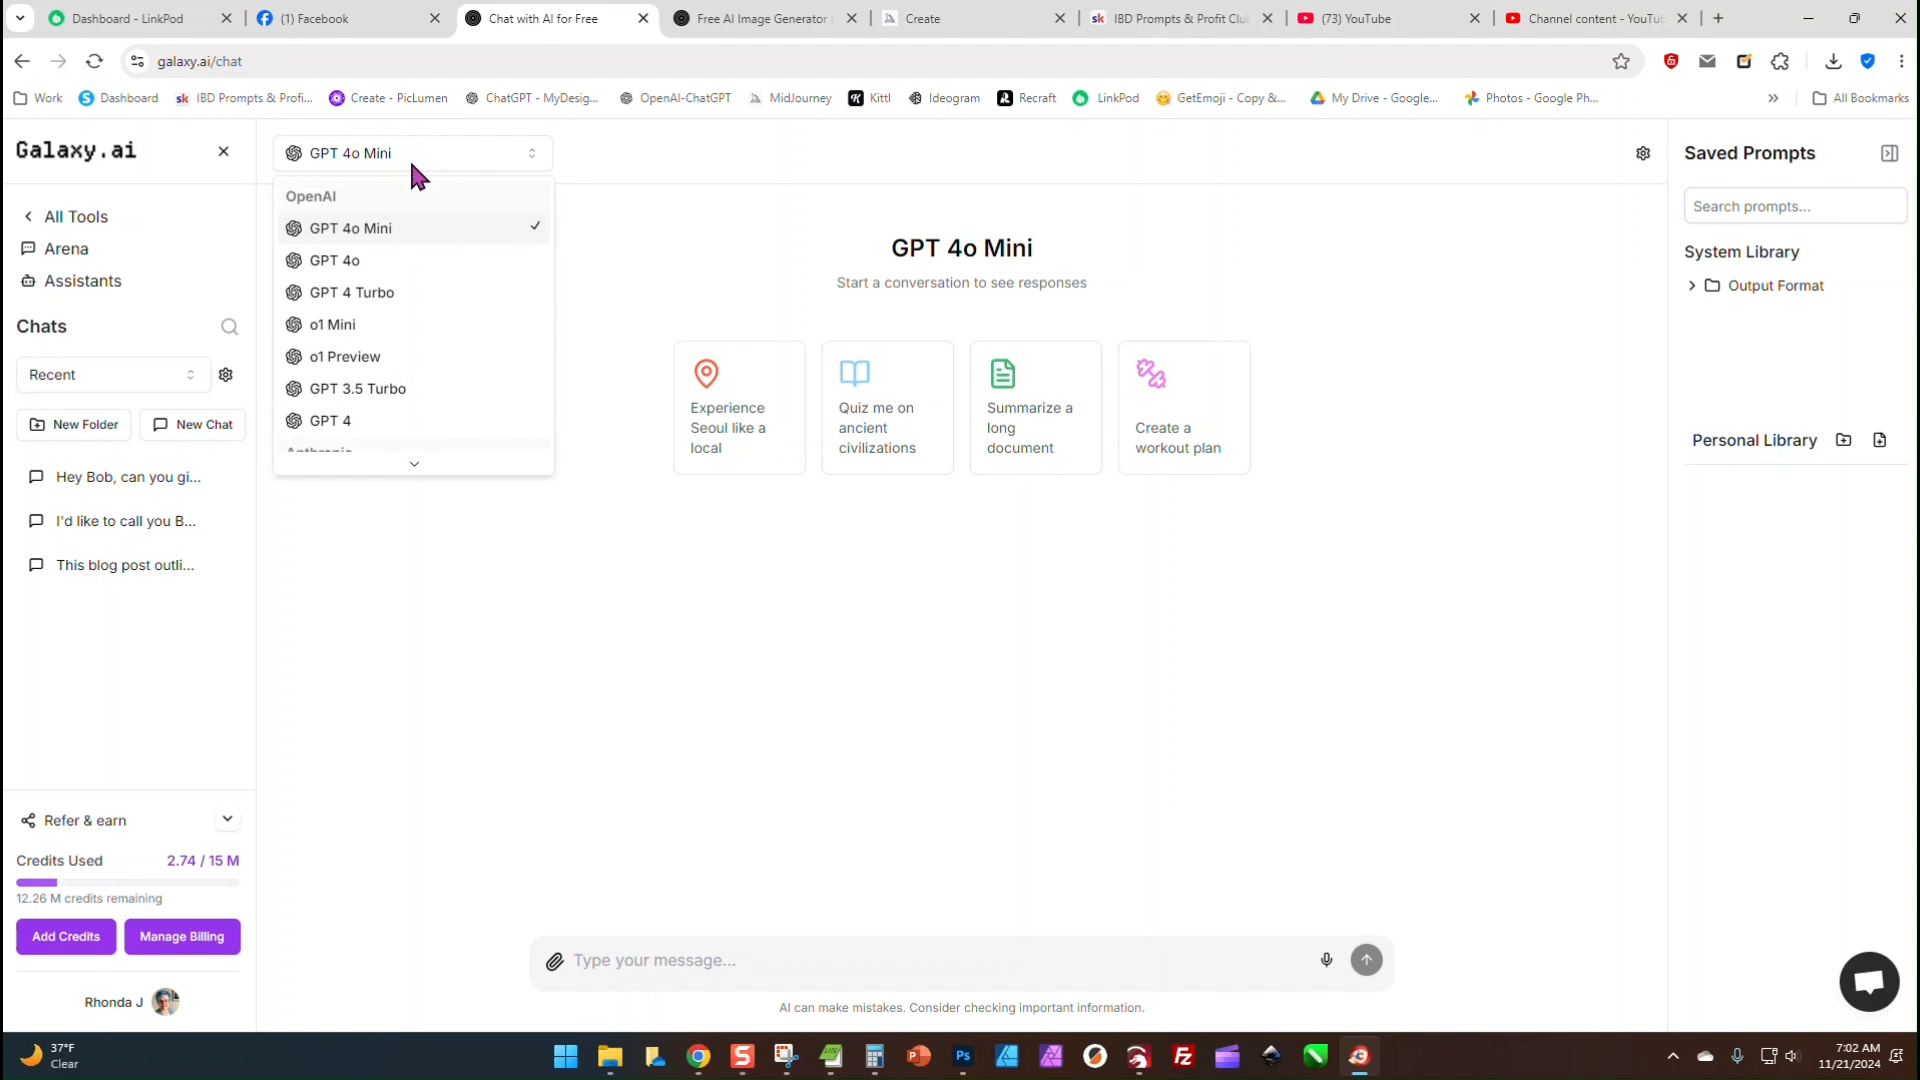 Dashboard - LinkPod
(1) Facebook
Chat with AI for Free
Free AI Image Generator
Create
IBD Prompts & Profit Clu
(73) YouTube
Channel content - YouTu
galaxy.ai/chat
Work
Dashboard
IBD Prompts & Profi...
Create - PicLumen
ChatGPT - MyDesig...
OpenAI-ChatGPT
MidJourney
Kittl
Ideogram
Recraft
LinkPod
GetEmoji - Copy &...
My Drive - Google...
Photos - Google Ph...
All Bookmarks
Galaxy.ai
All Tools
Arena
Assistants
Chats
Recent
New Folder
New Chat
Hey Bob, can you gi...
I'd like to call you B...
This blog post outli...
Refer & earn
Credits Used 2.74 / 15 M
12.26 M credits remaining
Add Credits
Manage Billing
Rhonda J
GPT 4o Mini
OpenAI
GPT 4o Mini
GPT 4o
GPT 4 Turbo
o1 Mini
o1 Preview
GPT 3.5 Turbo
GPT 4
Anthropic
GPT 4o Mini
Start a conversation to see responses
Experience
Seoul like a
local
Quiz me on
ancient
civilizations
Summarize a
long
document
Create a
workout plan
Type your message...
AI can make mistakes. Consider checking important information.
Saved Prompts
Search prompts...
System Library
Output Format
Personal Library
37°F
Clear
7:02 AM
11/21/2024